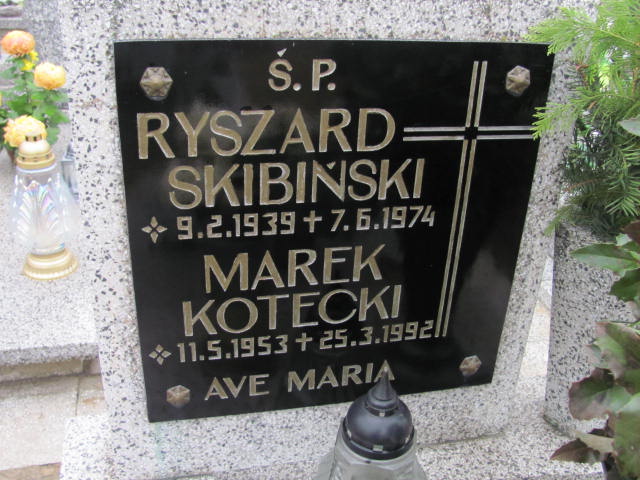 Ś.P.
RYSZARD
SKIBIŃSKI
9.2.1939 + 7.6.1974
MAREK
KOTECKI
11.5.1953 + 25.3.1992
AVE MARIA